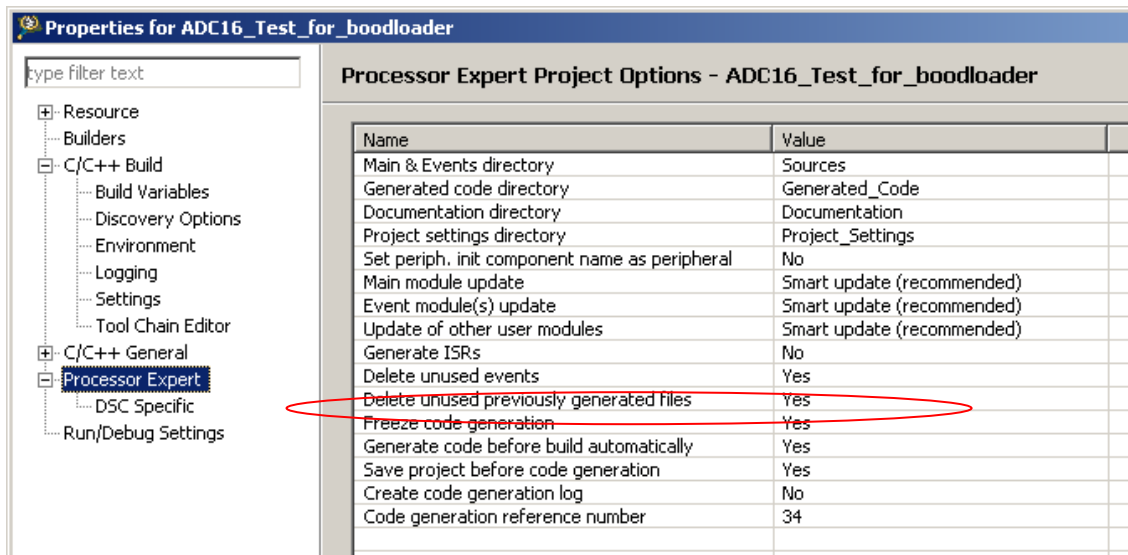 Properties for ADC16_Test_for_boodloader
type filter text
Resource
Builders
C/C++ Build
Build Variables
Discovery Options
Environment
Logging
Settings
Tool Chain Editor
C/C++ General
Processor Expert
DSC Specific
Run/Debug Settings
Processor Expert Project Options - ADC16_Test_for_boodloader
Name Value
Main & Events directory Sources
Generated code directory Generated_Code
Documentation directory Documentation
Project settings directory Project_Settings
Set periph. init component name as peripheral No
Main module update Smart update (recommended)
Event module(s) update Smart update (recommended)
Update of other user modules Smart update (recommended)
Generate ISRs No
Delete unused events Yes
Delete unused previously generated files Yes
Freeze code generation Yes
Generate code before build automatically Yes
Save project before code generation Yes
Create code generation log No
Code generation reference number 34